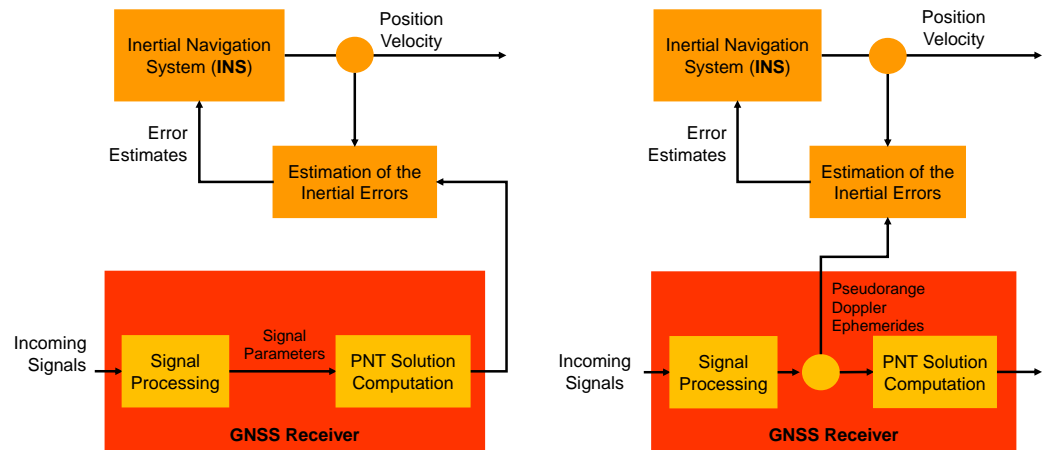 Inertial Navigation
System (INS)
Position
Velocity
Error
Estimates
Estimation of the
Inertial Errors
Incoming
Signals
Signal
Processing
Signal
Parameters
PNT Solution
Computation
GNSS Receiver
Inertial Navigation
System (INS)
Position
Velocity
Error
Estimates
Estimation of the
Inertial Errors
Pseudorange
Doppler
Ephemerides
Incoming
Signals
Signal
Processing
PNT Solution
Computation
GNSS Receiver